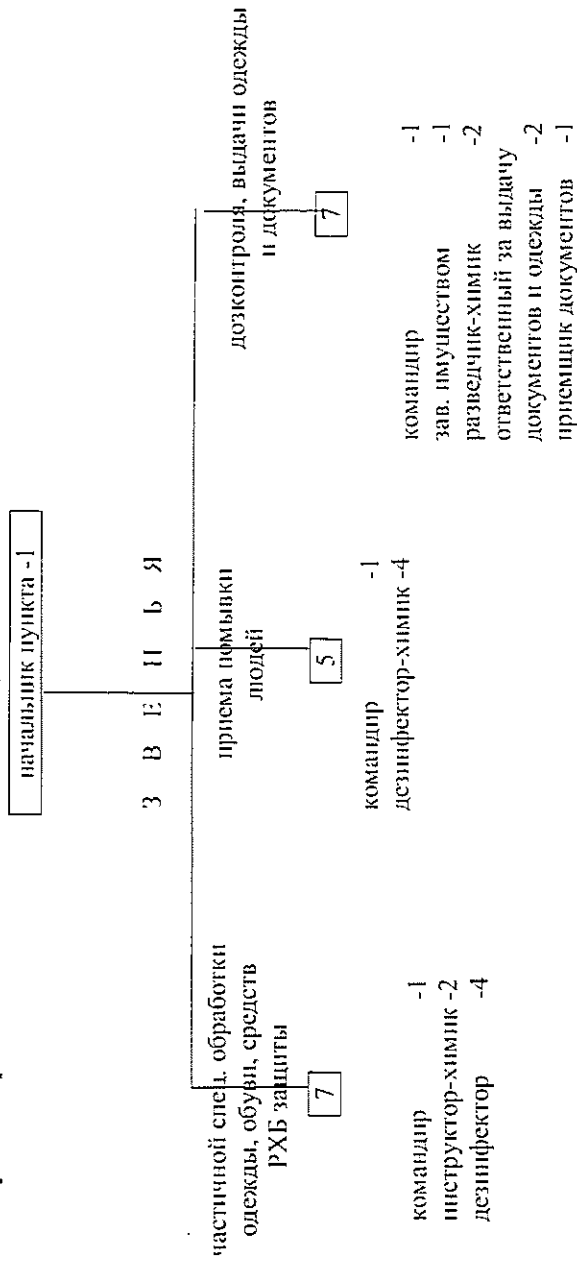 начальник пункта -1
З В Е Н Ь Я
частичной спец. обработки
одежды, обуви, средств
РХБ защиты
7
командир -1
инструктор-химик -2
дезинфектор -4
приема помывки
людей
5
командир -1
дезинфектор-химик -4
дозконтроля, выдачи одежды
и документов
7
командир -1
зав. имуществом -1
разведчик-химик -2
ответственный за выдачу
документов и одежды -2
приемщик документов -1